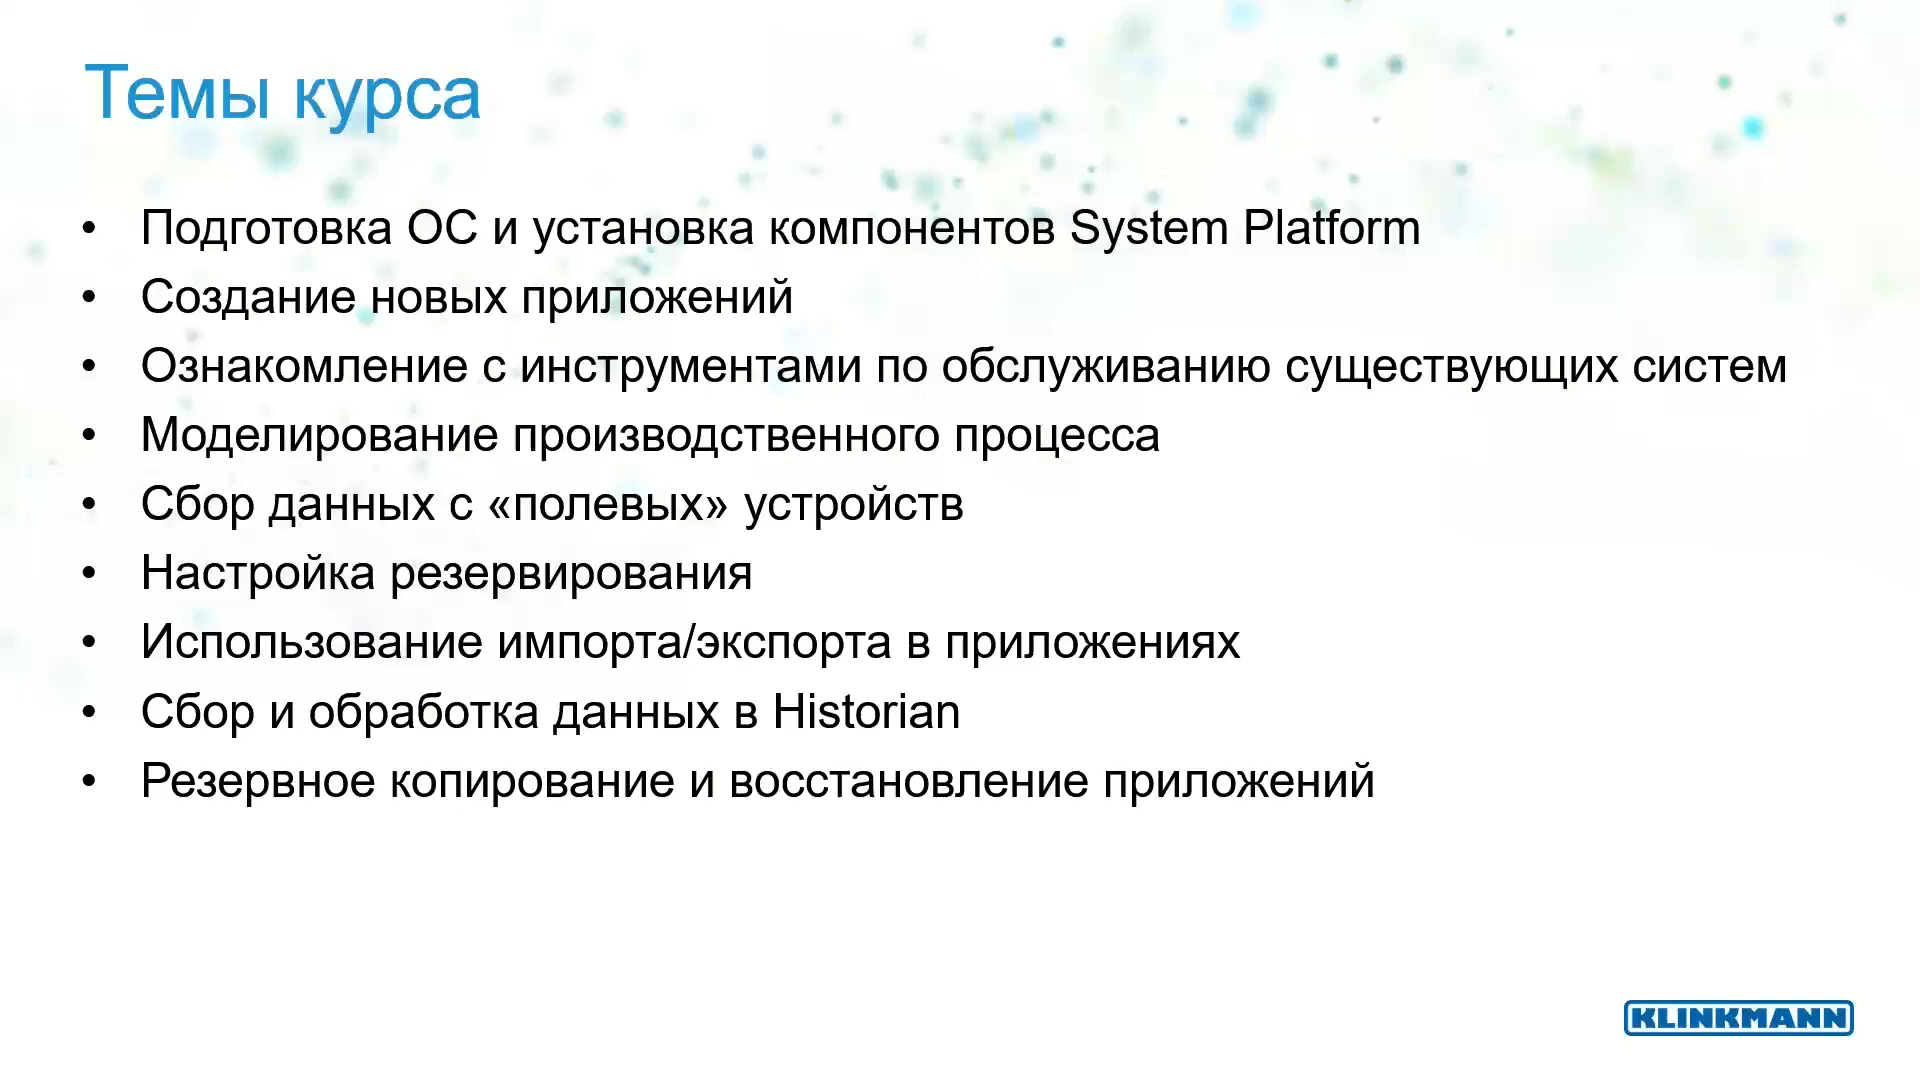 Темы курса
• Подготовка ОС и установка компонентов System Platform
• Создание новых приложений
• Ознакомление с инструментами по обслуживанию существующих систем
• Моделирование производственного процесса
• Сбор данных с «полевых» устройств
• Настройка резервирования
• Использование импорта/экспорта в приложениях
• Сбор и обработка данных в Historian
• Резервное копирование и восстановление приложений
KLINKMANN